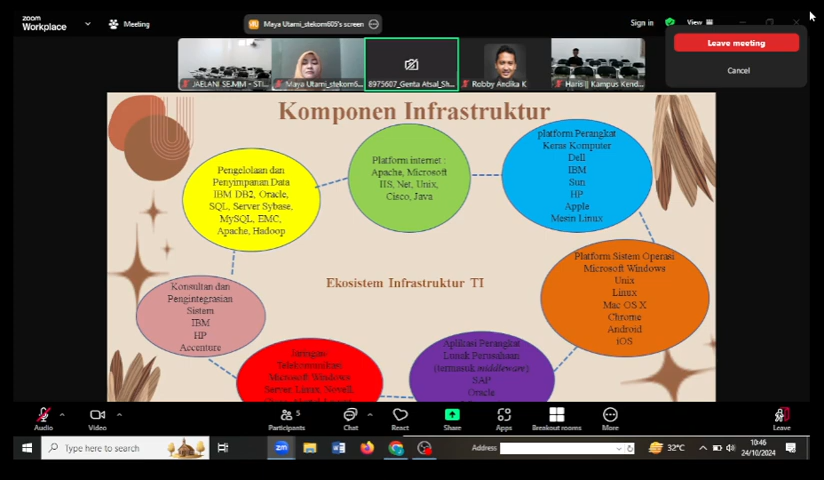 zoom
Workplace
Meeting
Maya Utami_stekom605's screen
Sign in
View
Leave meeting
Cancel
JAELANI SE,MM - STI...
Maya Utami_stekom6...
8975607_Genta Atsal_Sh...
Robby Andika K
Haris || Kampus Kend...
Komponen Infrastruktur
Platform internet :
Apache, Microsoft
IIS, Net, Unix,
Cisco, Java
platform Perangkat
Keras Komputer
Dell
IBM
Sun
HP
Apple
Mesin Linux
Pengelolaan dan
Penyimpanan Data
IBM DB2, Oracle,
SQL, Server Sybase,
MySQL, EMC,
Apache, Hadoop
Platform Sistem Operasi
Microsoft Windows
Unix
Linux
Mac OS X
Chrome
Android
iOS
Ekosistem Infrastruktur TI
Konsultan dan
Pengintegrasian
Sistem
IBM
HP
Accenture
Jaringan
Telekomunikasi
Microsoft Windows
Server, Linux, Novell,
Aplikasi Perangkat
Lunak Perusahaan
(termasuk middleware)
SAP
Oracle
Audio
Video
5
Participants
Chat
React
Share
Apps
Breakout rooms
More
Leave
Type here to search
zm
Address
32°C
10:46
24/10/2024